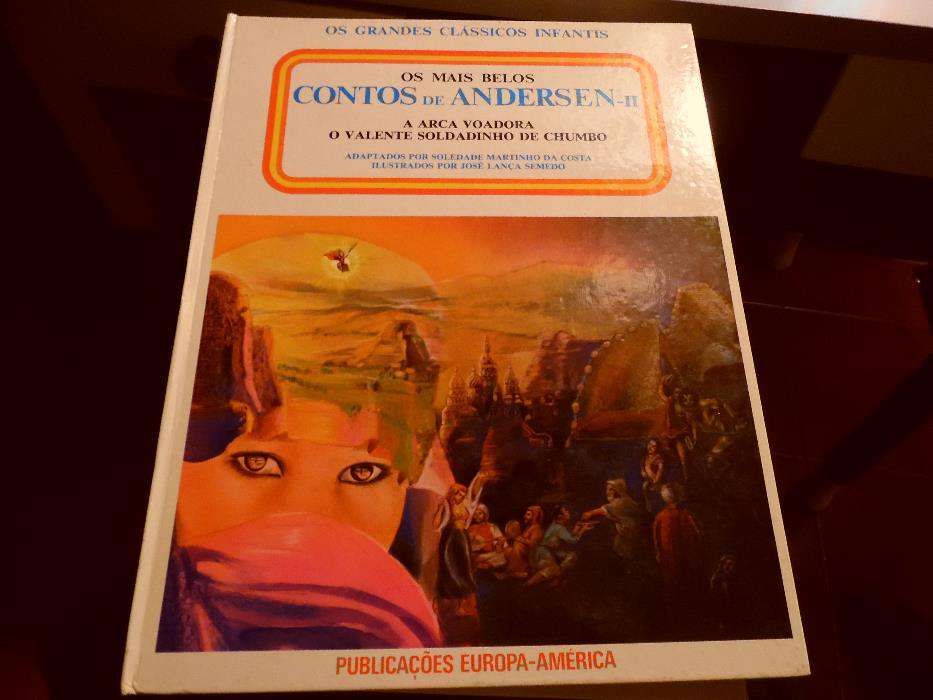 OS GRANDES CLÁSSICOS INFANTIS
OS MAIS BELOS
CONTOS DE ANDERSEN-II
A ARCA VOADORA
O VALENTE SOLDADINHO DE CHUMBO
ADAPTADOS POR SOLEDADE MARTINHO DA COSTA
ILUSTRADOS POR JOSÉ LANÇA SEMEDO
PUBLICAÇÕES EUROPA-AMÉRICA